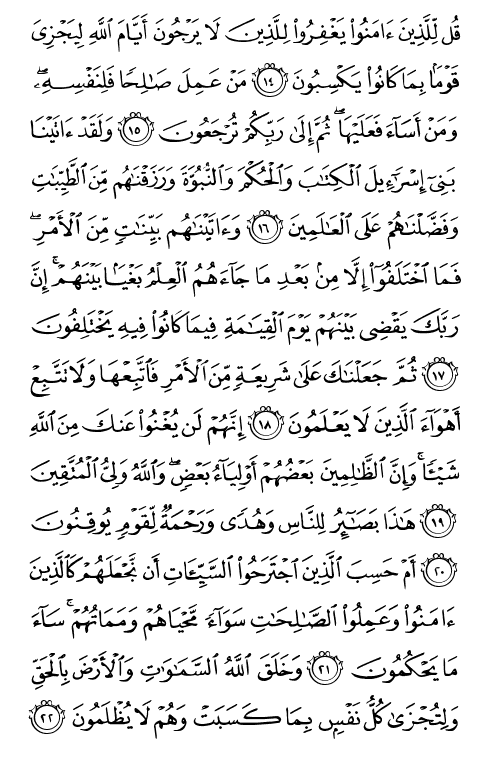 قُل لِّلَّذِينَ ءَامَنُوا۟ يَغْفِرُوا۟ لِلَّذِينَ لَا يَرْجُونَ أَيَّامَ ٱللَّهِ لِيَجْزِىَ
قَوْمًۢا بِمَا كَانُوا۟ يَكْسِبُونَ ١٤ مَنْ عَمِلَ صَٰلِحًا فَلِنَفْسِهِۦ ۖ
وَمَنْ أَسَآءَ فَعَلَيْهَا ۖ ثُمَّ إِلَىٰ رَبِّكُمْ تُرْجَعُونَ ١٥ وَلَقَدْ ءَاتَيْنَا
بَنِىٓ إِسْرَٰٓءِيلَ ٱلْكِتَٰبَ وَٱلْحُكْمَ وَٱلنُّبُوَّةَ وَرَزَقْنَٰهُم مِّنَ ٱلطَّيِّبَٰتِ
وَفَضَّلْنَٰهُمْ عَلَى ٱلْعَٰلَمِينَ ١٦ وَءَاتَيْنَٰهُم بَيِّنَٰتٍ مِّنَ ٱلْأَمْرِ ۖ
فَمَا ٱخْتَلَفُوٓا۟ إِلَّا مِنۢ بَعْدِ مَا جَآءَهُمُ ٱلْعِلْمُ بَغْيًۢا بَيْنَهُمْ ۚ إِنَّ
رَبَّكَ يَقْضِى بَيْنَهُمْ يَوْمَ ٱلْقِيَٰمَةِ فِيمَا كَانُوا۟ فِيهِ يَخْتَلِفُونَ
١٧ ثُمَّ جَعَلْنَٰكَ عَلَىٰ شَرِيعَةٍ مِّنَ ٱلْأَمْرِ فَٱتَّبِعْهَا وَلَا تَتَّبِعْ
أَهْوَآءَ ٱلَّذِينَ لَا يَعْلَمُونَ ١٨ إِنَّهُمْ لَن يُغْنُوا۟ عَنكَ مِنَ ٱللَّهِ
شَيْـًٔا ۚ وَإِنَّ ٱلظَّٰلِمِينَ بَعْضُهُمْ أَوْلِيَآءُ بَعْضٍ ۖ وَٱللَّهُ وَلِىُّ ٱلْمُتَّقِينَ
١٩ هَٰذَا بَصَٰٓئِرُ لِلنَّاسِ وَهُدًى وَرَحْمَةٌ لِّقَوْمٍ يُوقِنُونَ
٢٠ أَمْ حَسِبَ ٱلَّذِينَ ٱجْتَرَحُوا۟ ٱلسَّيِّـَٔاتِ أَن نَّجْعَلَهُمْ كَٱلَّذِينَ
ءَامَنُوا۟ وَعَمِلُوا۟ ٱلصَّٰلِحَٰتِ سَوَآءً مَّحْيَاهُمْ وَمَمَاتُهُمْ ۚ سَآءَ
مَا يَحْكُمُونَ ٢١ وَخَلَقَ ٱللَّهُ ٱلسَّمَٰوَٰتِ وَٱلْأَرْضَ بِٱلْحَقِّ
وَلِتُجْزَىٰ كُلُّ نَفْسٍۭ بِمَا كَسَبَتْ وَهُمْ لَا يُظْلَمُونَ ٢٢